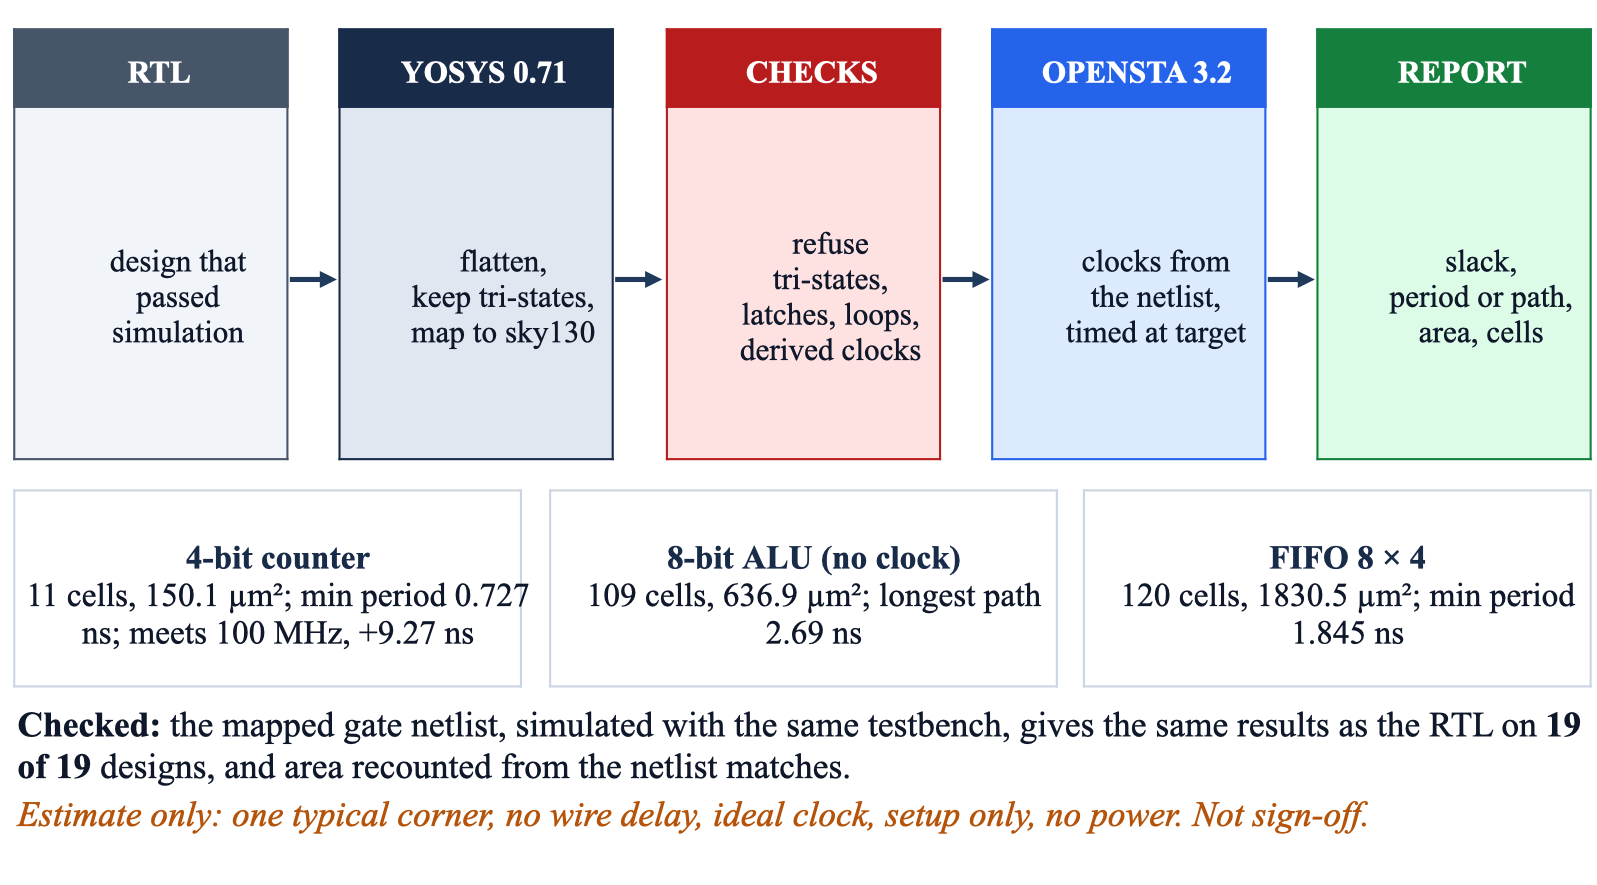 RTL
design that
passed
simulation
YOSYS 0.71
flatten,
keep tri-states,
map to sky130
CHECKS
refuse
tri-states,
latches, loops,
derived clocks
OPENSTA 3.2
clocks from
the netlist,
timed at target
REPORT
slack,
period or path,
area, cells
4-bit counter
11 cells, 150.1 µm²; min period 0.727
ns; meets 100 MHz, +9.27 ns
8-bit ALU (no clock)
109 cells, 636.9 µm²; longest path
2.69 ns
FIFO 8 × 4
120 cells, 1830.5 µm²; min period
1.845 ns
Checked: the mapped gate netlist, simulated with the same testbench, gives the same results as the RTL on 19
of 19 designs, and area recounted from the netlist matches.
Estimate only: one typical corner, no wire delay, ideal clock, setup only, no power. Not sign-off.